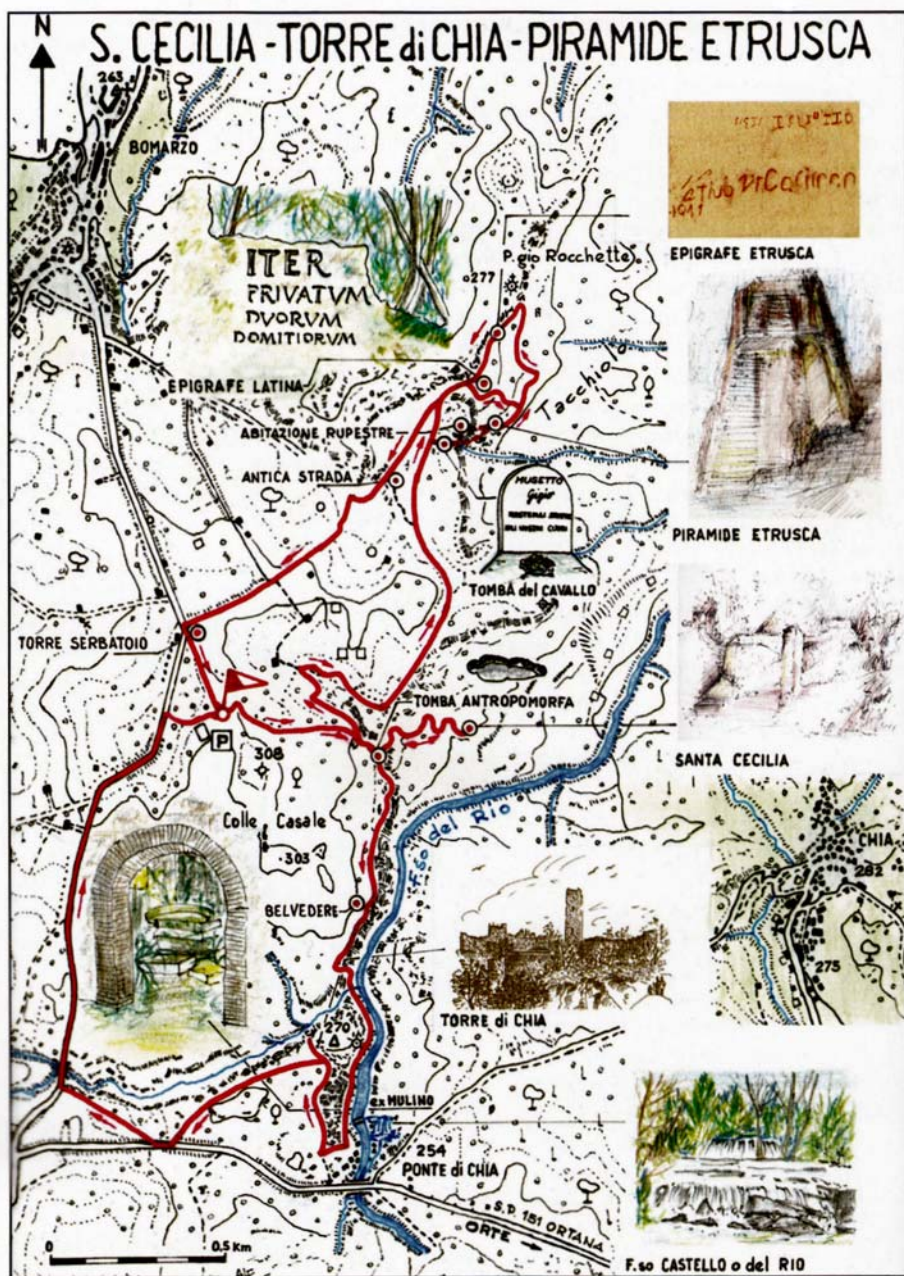 S. CECILIA - TORRE di CHIA - PIRAMIDE ETRUSCA
N
263
BOMARZO
ITER
PRIVATVM
DVORVM
DOMITIORVM
P.gio Rocchette
277
EPIGRAFE ETRUSCA
EPIGRAFE LATINA
Tacchiolo
ABITAZIONE RUPESTRE
ANTICA STRADA
MUSETTO
Gipir
TOMBA del CAVALLO
PIRAMIDE ETRUSCA
TORRE SERBATOIO
TOMBA ANTROPOMORFA
P
308
SANTA CECILIA
Colle Casale
303
F.so del Rio
CHIA
282
BELVEDERE
275
TORRE di CHIA
270
ex MULINO
254
PONTE di CHIA
S.P. 151 ORTANA
ORTE
0 0,5 Km
F.so CASTELLO o del RIO